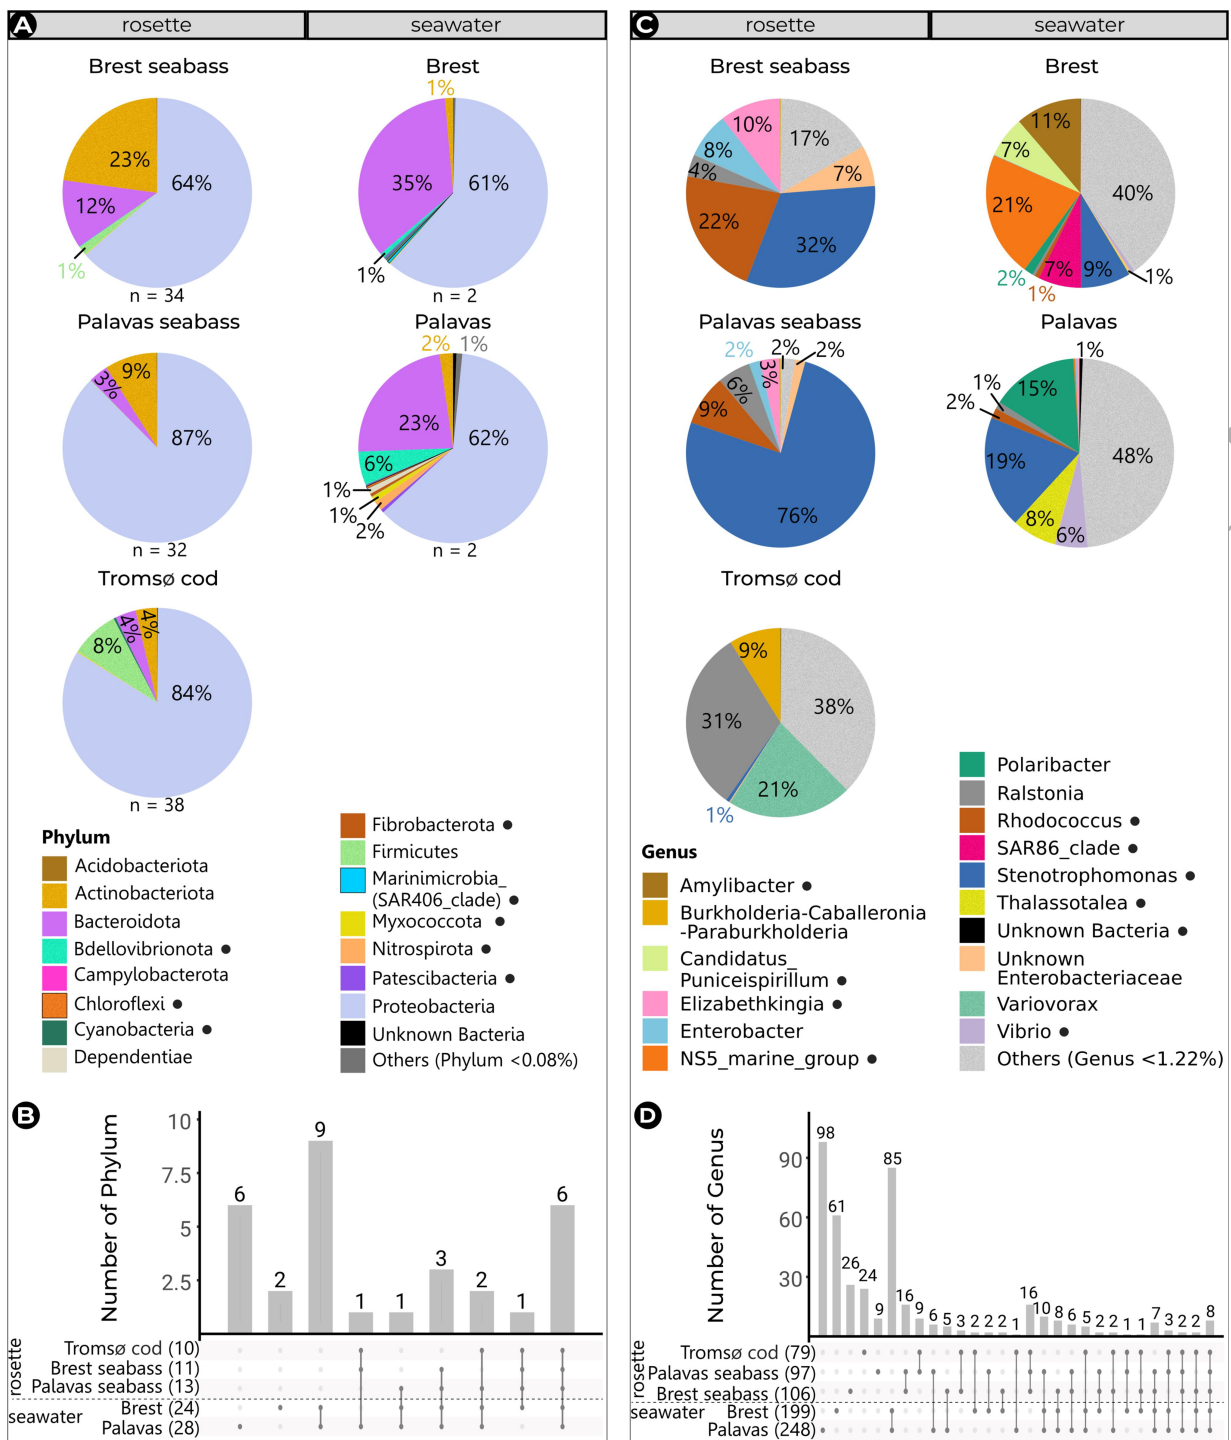 A
rosette
seawater
Brest seabass
Brest
23%
64%
12%
1%
n = 34
1%
35%
61%
1%
n = 2
Palavas seabass
Palavas
9%
3%
87%
n = 32
2%
1%
23%
62%
6%
1%
1%
2%
n = 2
Tromsø cod
4%
4%
8%
84%
n = 38
Phylum
Acidobacteriota
Actinobacteriota
Bacteroidota
Bdellovibrionota ●
Campylobacterota
Chloroflexi ●
Cyanobacteria ●
Dependentiae
Fibrobacterota ●
Firmicutes
Marinimicrobia_
(SAR406_clade) ●
Myxococcota ●
Nitrospirota ●
Patescibacteria ●
Proteobacteria
Unknown Bacteria
Others (Phylum <0.08%)
B
Number of Phylum
10
7.5
5
2.5
6
2
9
1
1
3
2
1
6
rosette
Tromsø cod (10)
Brest seabass (11)
Palavas seabass (13)
seawater
Brest (24)
Palavas (28)
C
rosette
seawater
Brest seabass
Brest
10%
17%
8%
7%
4%
22%
32%
11%
7%
40%
21%
2%
1%
7%
9%
1%
Palavas seabass
Palavas
2%
2%
2%
3%
6%
9%
76%
1%
1%
15%
2%
48%
19%
8%
6%
Tromsø cod
9%
38%
31%
21%
1%
Genus
Amylibacter ●
Burkholderia-Caballeronia
-Paraburkholderia
Candidatus_
Puniceispirillum ●
Elizabethkingia ●
Enterobacter
NS5_marine_group ●
Polaribacter
Ralstonia
Rhodococcus ●
SAR86_clade ●
Stenotrophomonas ●
Thalassotalea ●
Unknown Bacteria ●
Unknown
Enterobacteriaceae
Variovorax
Vibrio ●
Others (Genus <1.22%)
D
Number of Genus
90
60
30
98
61
26
24
9
85
16
9
6
5
3
2
2
2
1
16
10
8
6
5
2
2
1
1
7
3
2
2
8
rosette
Tromsø cod (79)
Palavas seabass (97)
Brest seabass (106)
seawater
Brest (199)
Palavas (248)